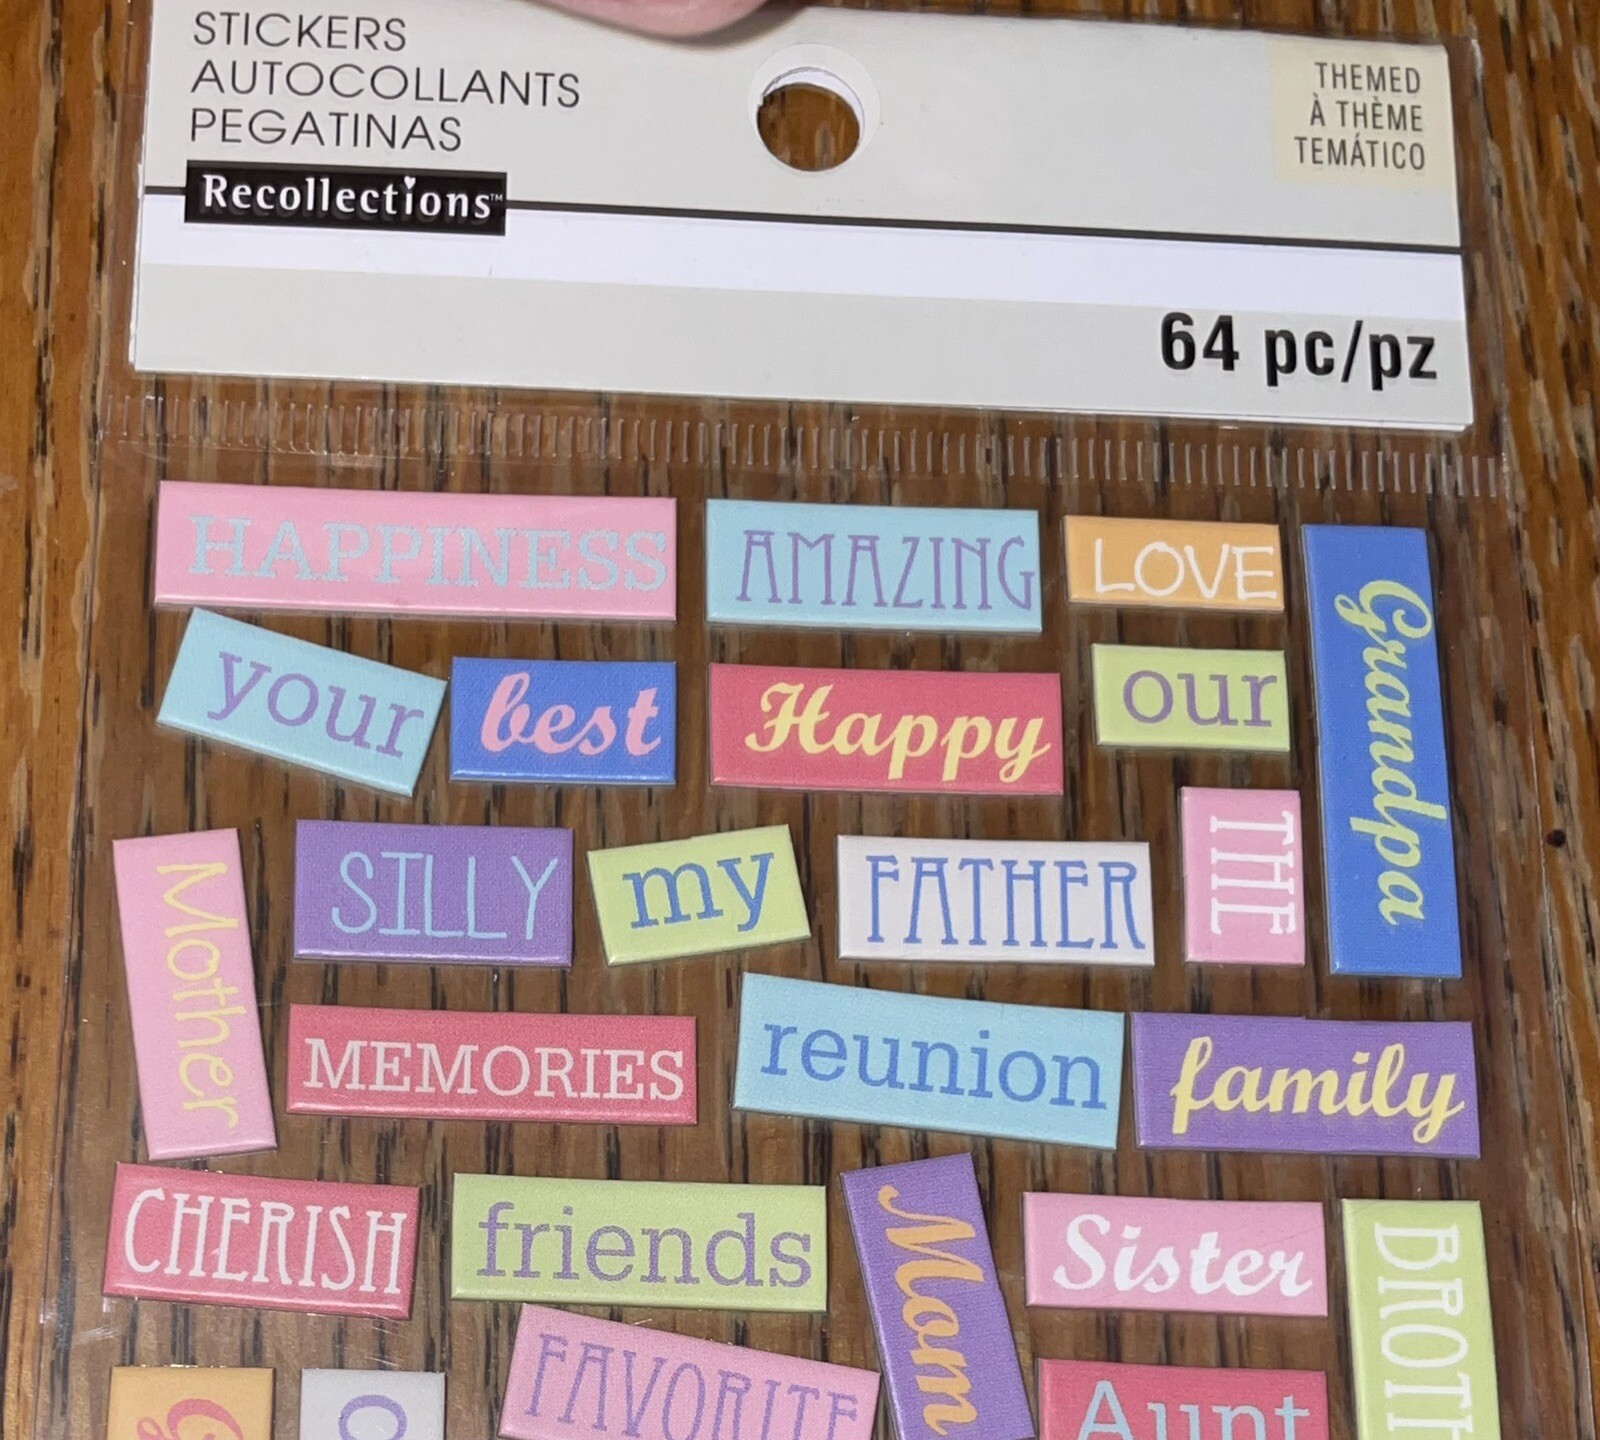 STICKERS
AUTOCOLLANTS
PEGATINAS
Recollections™
THEMED
À THÈME
TEMÁTICO
64 pc/pz
HAPPINESS
AMAZING
LOVE
Grandpa
your
best
Happy
our
Mother
SILLY
my
FATHER
THE
MEMORIES
reunion
family
CHERISH
friends
Mom
Sister
FAVORITE
Aunt